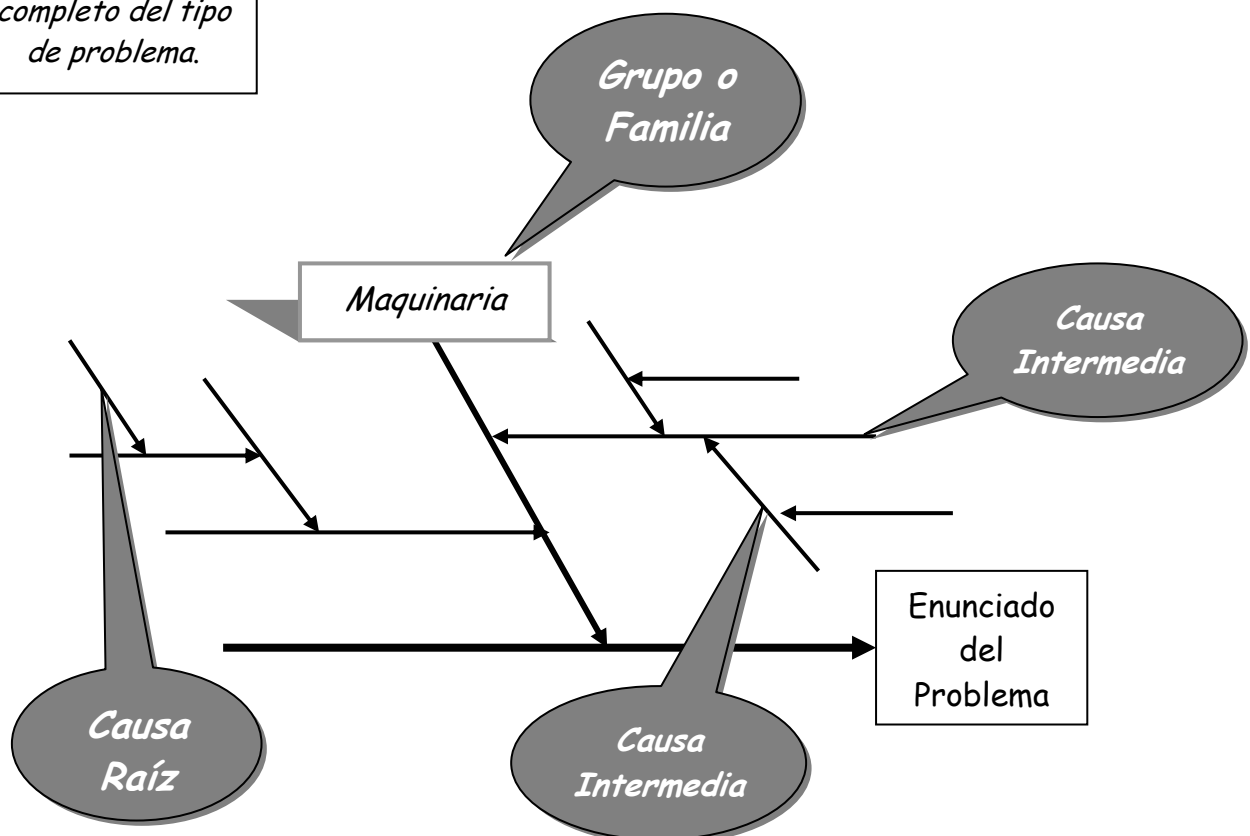 completo del tipo
de problema.
Grupo o
Familia
Maquinaria
Causa
Intermedia
Enunciado
del
Problema
Causa
Raíz
Causa
Intermedia